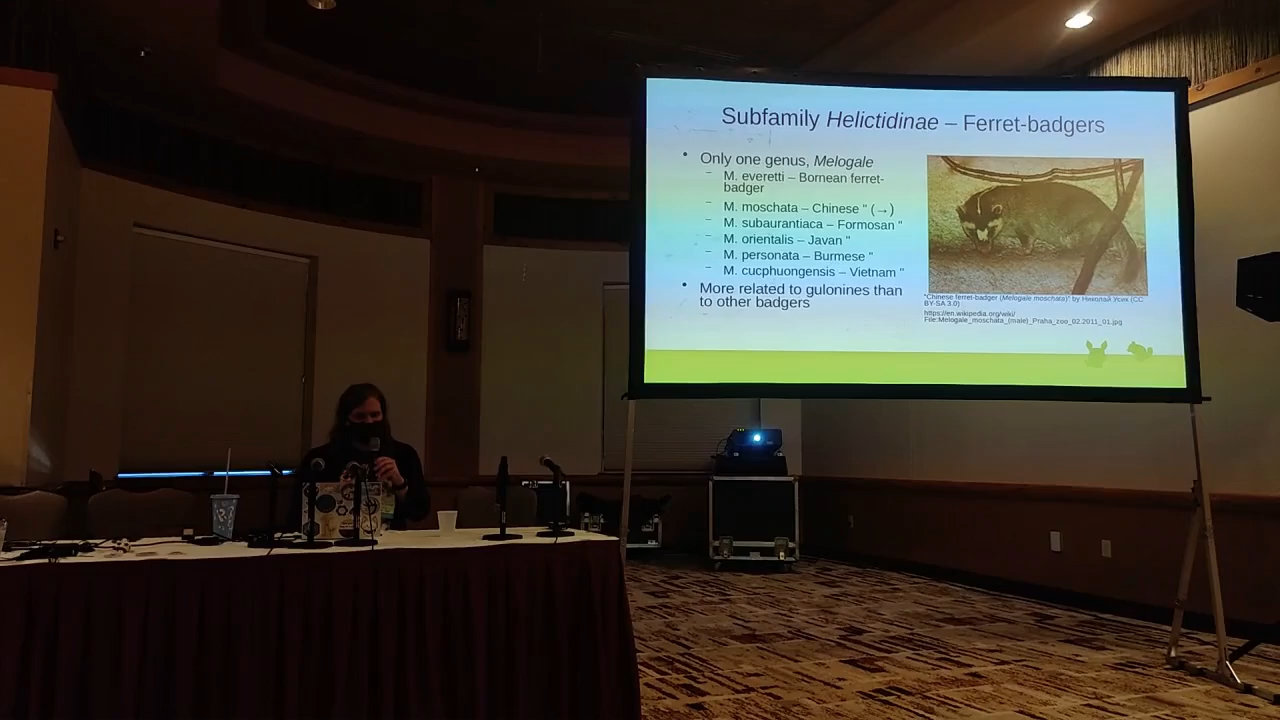 Subfamily Helictidinae – Ferret-badgers
• Only one genus, Melogale
– M. everetti – Bornean ferret-
badger
– M. moschata – Chinese " (→)
– M. subaurantiaca – Formosan "
– M. orientalis – Javan "
– M. personata – Burmese "
– M. cucphuongensis – Vietnam "
• More related to gulonines than
to other badgers
"Chinese ferret-badger (Melogale moschata)" by Николай Усик (CC
BY-SA 3.0)
https://en.wikipedia.org/wiki/
File:Melogale_moschata_(male)_Praha_zoo_02.2011_01.jpg